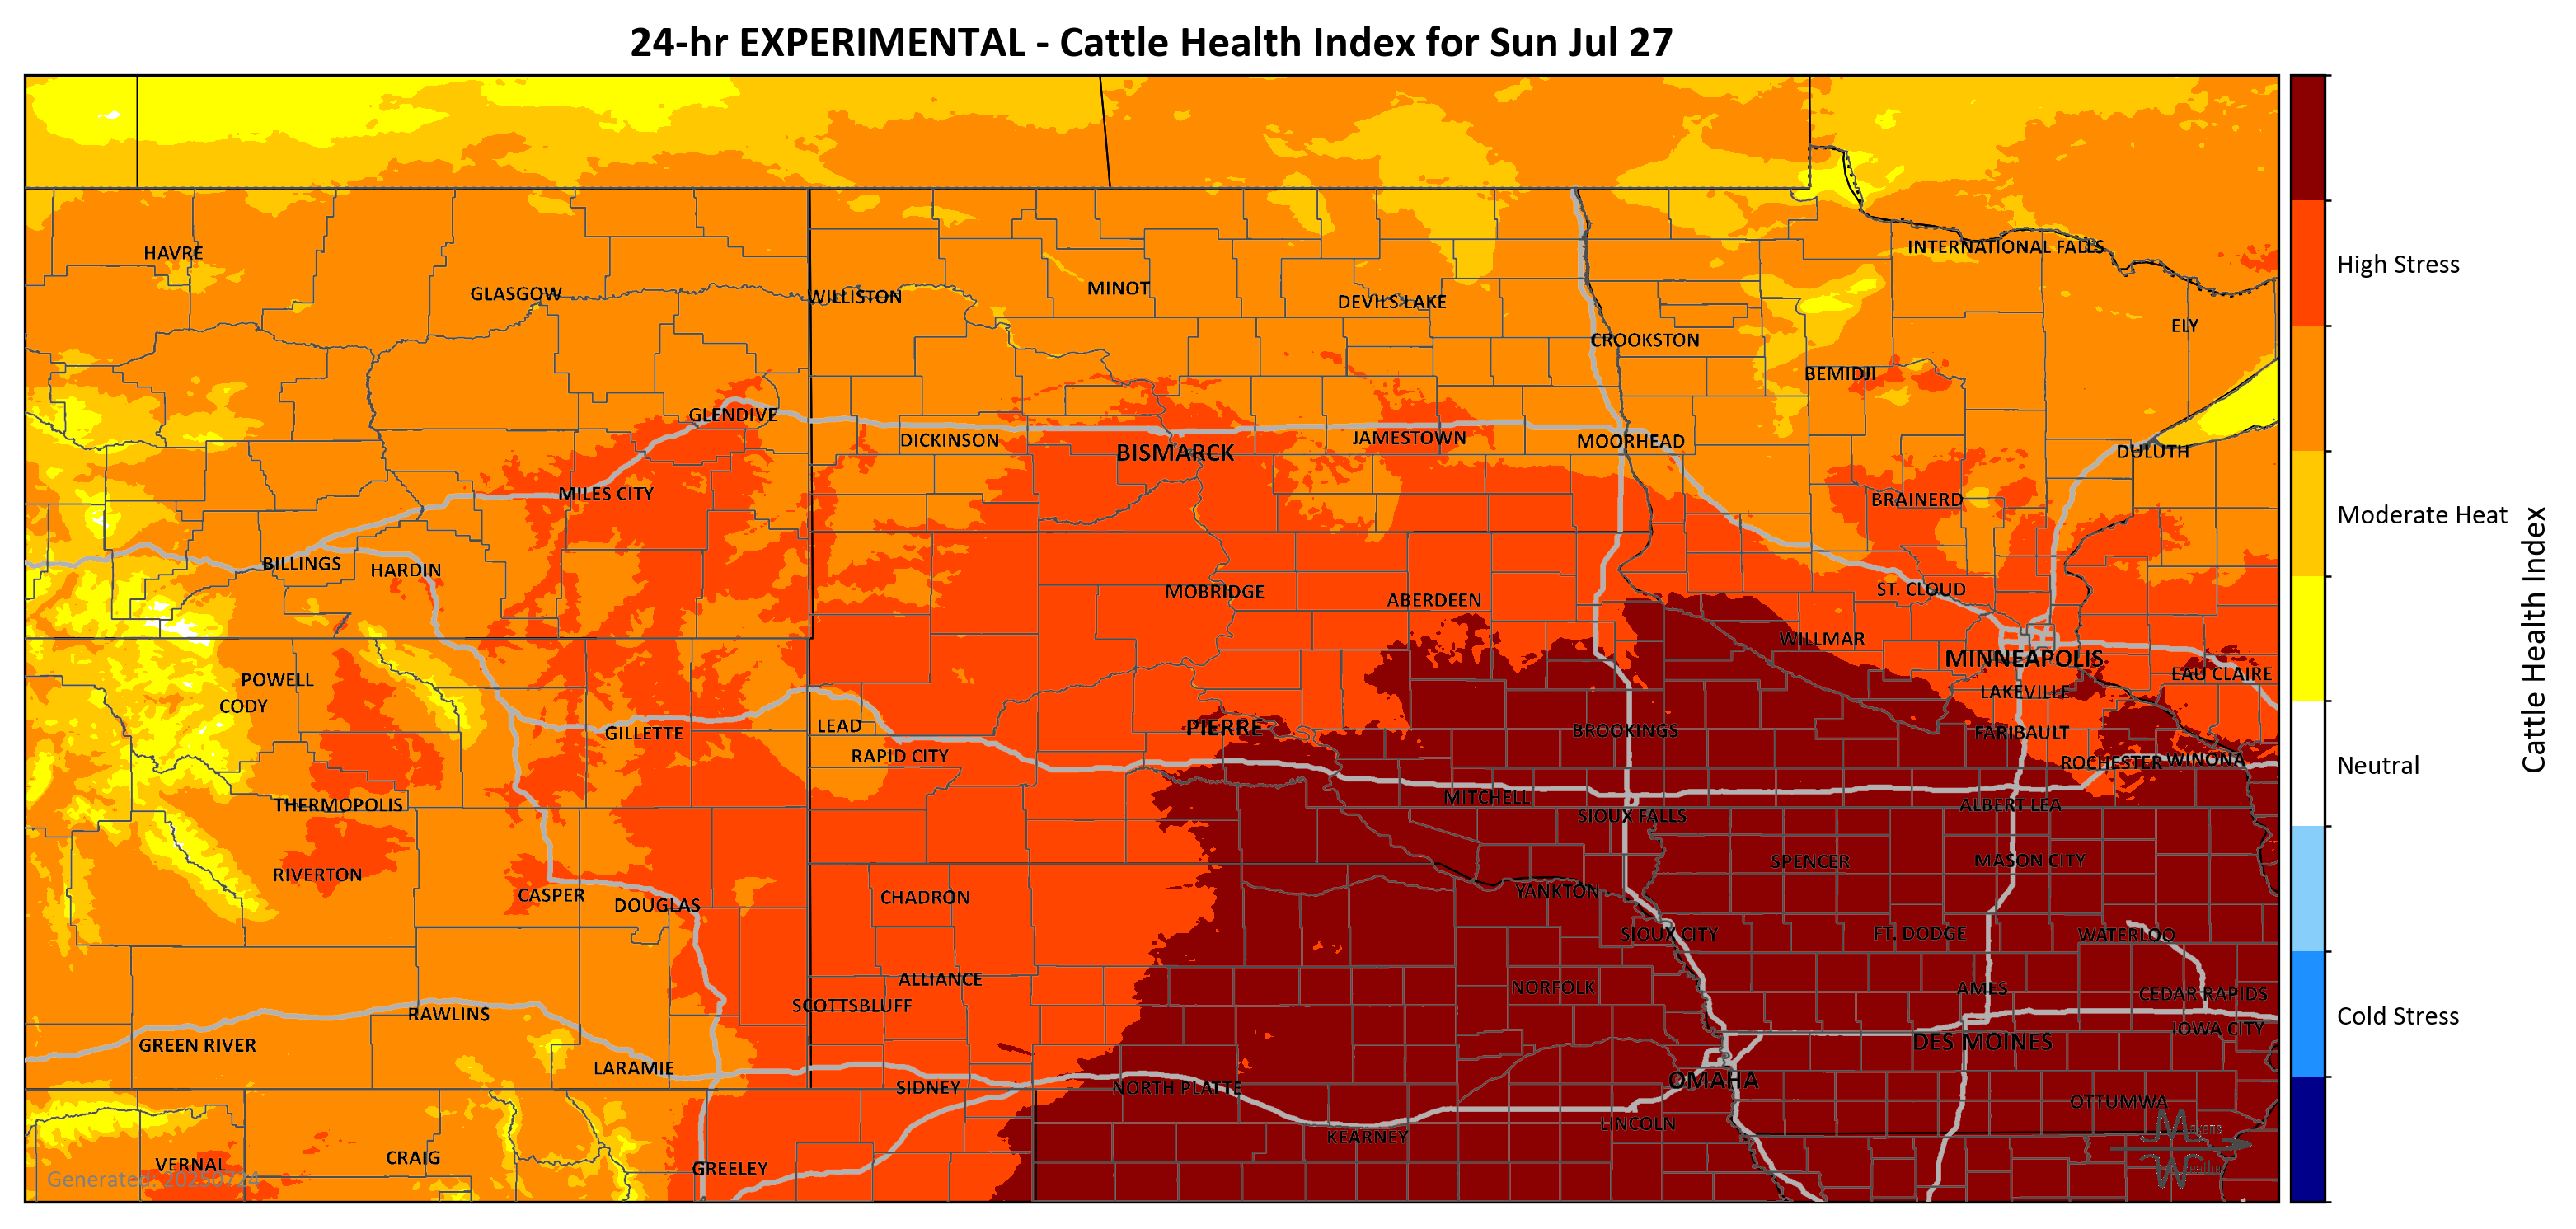 24-hr EXPERIMENTAL - Cattle Health Index for Sun Jul 27
HAVRE
INTERNATIONAL FALLS
High Stress
GLASGOW
WILLISTON
MINOT
DEVILS LAKE
ELY
CROOKSTON
BEMIDJI
GLENDIVE
DICKINSON
BISMARCK
JAMESTOWN
MOORHEAD
DULUTH
MILES CITY
BRAINERD
Moderate Heat
BILLINGS
HARDIN
MOBRIDGE
ABERDEEN
ST. CLOUD
Cattle Health Index
WILLMAR
MINNEAPOLIS
EAU CLAIRE
POWELL
LAKEVILLE
CODY
GILLETTE
LEAD
PIERRE
BROOKINGS
FARIBAULT
RAPID CITY
ROCHESTER
WINONA
Neutral
THERMOPOLIS
MITCHELL
SIOUX FALLS
ALBERT LEA
SPENCER
MASON CITY
RIVERTON
CASPER
DOUGLAS
CHADRON
YANKTON
SIOUX CITY
FT. DODGE
WATERLOO
ALLIANCE
NORFOLK
AMES
CEDAR RAPIDS
SCOTTSBLUFF
RAWLINS
Cold Stress
IOWA CITY
GREEN RIVER
DES MOINES
LARAMIE
SIDNEY
NORTH PLATTE
OMAHA
OTTUMWA
LINCOLN
KEARNEY
VERNAL
CRAIG
GREELEY
Generated: 20250724